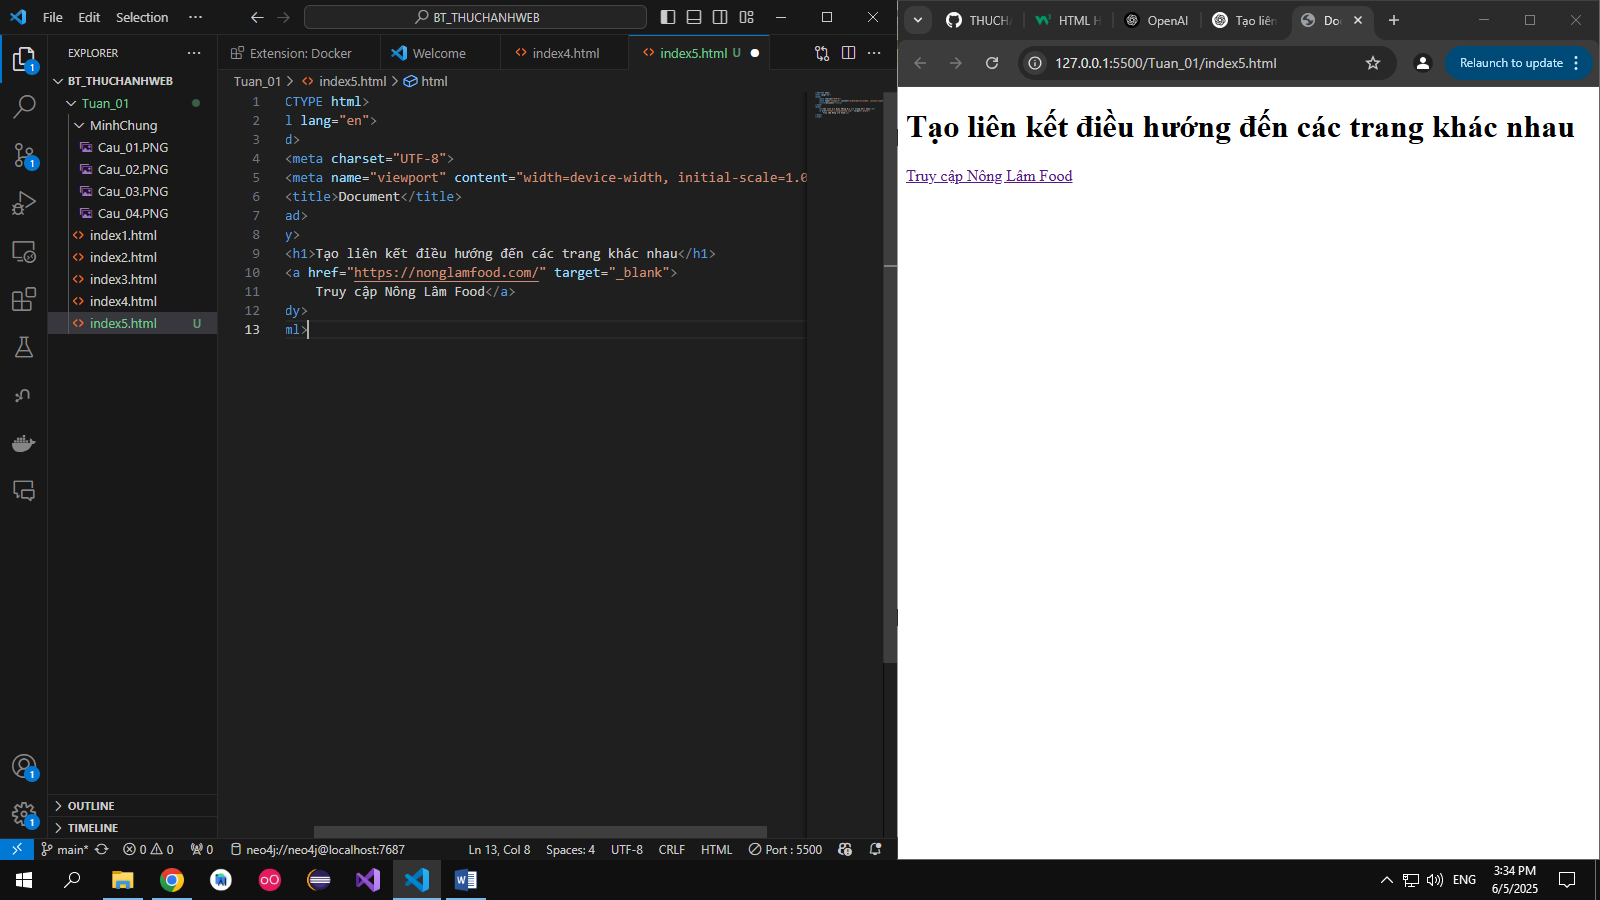 File Edit Selection ···
BT_THUCHANHWEB
EXPLORER
BT_THUCHANHWEB
Tuan_01
MinhChung
Cau_01.PNG
Cau_02.PNG
Cau_03.PNG
Cau_04.PNG
index1.html
index2.html
index3.html
index4.html
index5.html U
OUTLINE
TIMELINE
Extension: Docker Welcome index4.html index5.html U
Tuan_01 > index5.html > html
1 CTYPE html>
2 l lang="en">
3 d>
4 <meta charset="UTF-8">
5 <meta name="viewport" content="width=device-width, initial-scale=1.0
6 <title>Document</title>
7 ad>
8 y>
9 <h1>Tạo liên kết điều hướng đến các trang khác nhau</h1>
10 <a href="https://nonglamfood.com/" target="_blank">
11 Truy cập Nông Lâm Food</a>
12 dy>
13 ml>
main* 0 0 0 neo4j://neo4j@localhost:7687 Ln 13, Col 8 Spaces: 4 UTF-8 CRLF HTML Port : 5500
THUCH HTML H OpenAI Tạo liên Do
127.0.0.1:5500/Tuan_01/index5.html Relaunch to update
Tạo liên kết điều hướng đến các trang khác nhau
Truy cập Nông Lâm Food
ENG
3:34 PM
6/5/2025